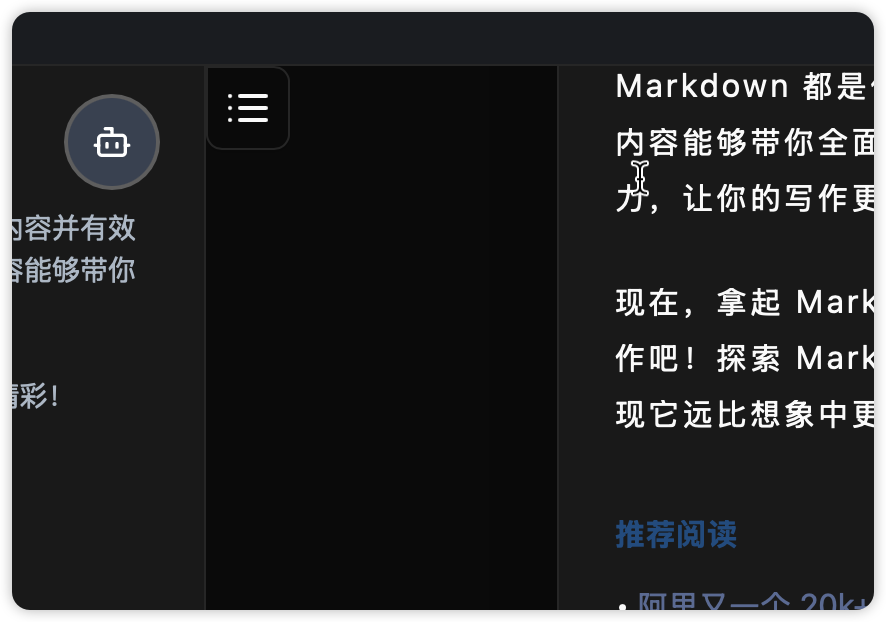 内容并有效
容能够带你
精彩！
Markdown 都是
内容能够带你全面
力，让你的写作更
现在，拿起 Mark
作吧！探索 Mark
现它远比想象中更
推荐阅读
• 阿里又一个 20k+